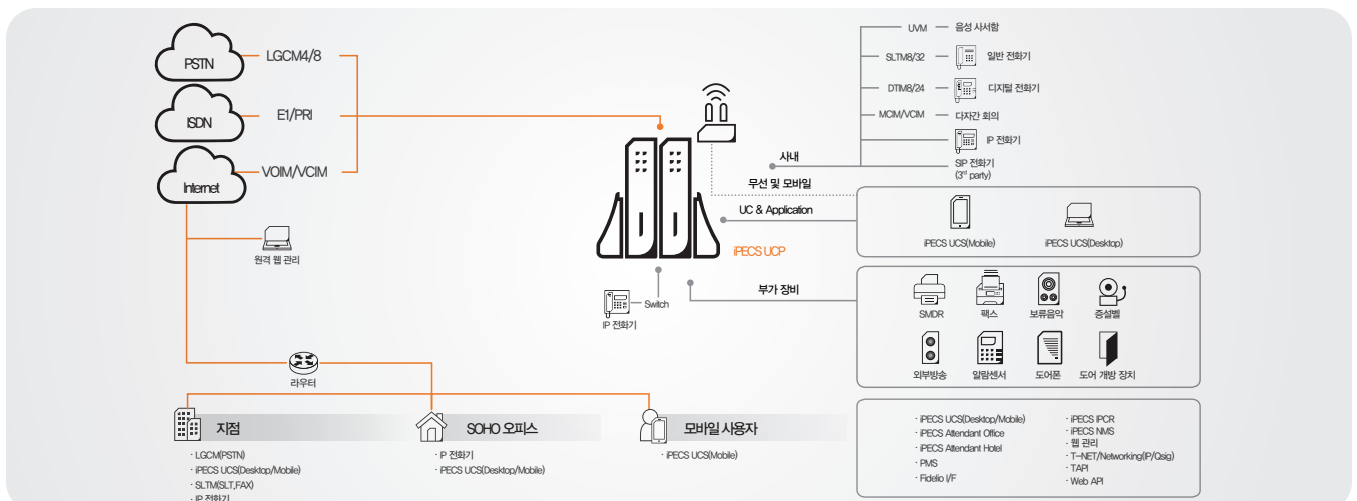 PSTN
LGCM4/8
ISDN
E1/PRI
Internet
VOIM/VCIM
원격 웹 관리
라우터
iPECS UCP
Switch
IP 전화기
사내
무선 및 모바일
UC & Application
부가 장비
UVM
음성 사서함
SLTM8/32
일반 전화기
DTIM8/24
디지털 전화기
MCIM/VCIM
다자간 회의
IP 전화기
SIP 전화기
(3rd party)
iPECS UCS(Mobile)
iPECS UCS(Desktop)
SMDR
팩스
보류음악
증설벨
외부방송
알람센서
도어폰
도어 개방 장치
지점
· LGCM(PSTN)
· iPECS UCS(Desktop/Mobile)
· SLTM(SLT,FAX)
· IP 전화기
SOHO 오피스
· IP 전화기
· iPECS UCS(Desktop/Mobile)
모바일 사용자
· iPECS UCS(Mobile)
· iPECS UCS(Desktop/Mobile)
· iPECS Attendant Office
· iPECS Attendant Hotel
· PMS
· Fidelio I/F
· iPECS IPCR
· iPECS NMS
· 웹 관리
· T-NET/Networking(IP/Qsig)
· TAPI
· Web API